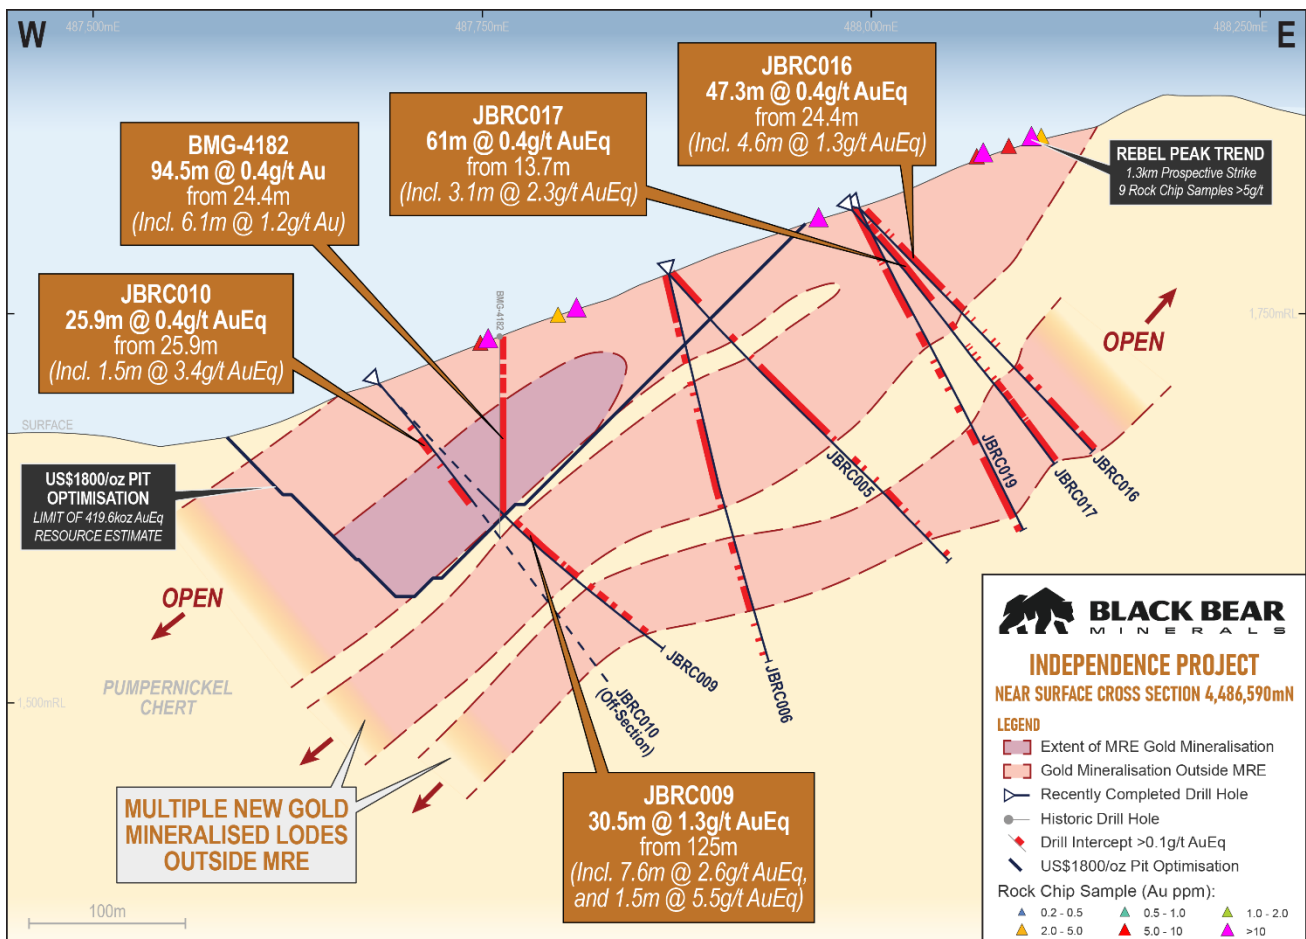 487,500mE
487,750mE
488,000mE
488,250mE
W
E
JBRC016
47.3m @ 0.4g/t AuEq
from 24.4m
(Incl. 4.6m @ 1.3g/t AuEq)
JBRC017
61m @ 0.4g/t AuEq
from 13.7m
(Incl. 3.1m @ 2.3g/t AuEq)
BMG-4182
94.5m @ 0.4g/t Au
from 24.4m
(Incl. 6.1m @ 1.2g/t Au)
REBEL PEAK TREND
1.3km Prospective Strike
9 Rock Chip Samples >5g/t
JBRC010
25.9m @ 0.4g/t AuEq
from 25.9m
(Incl. 1.5m @ 3.4g/t AuEq)
BMG-4182
1,750mRL
OPEN
SURFACE
US$1800/oz PIT
OPTIMISATION
LIMIT OF 419.6koz AuEq
RESOURCE ESTIMATE
JBRC005
JBRC019
JBRC017
JBRC016
OPEN
PUMPERNICKEL
CHERT
1,500mRL
JBRC009
JBRC010
(Off-Section)
JBRC006
MULTIPLE NEW GOLD
MINERALISED LODES
OUTSIDE MRE
JBRC009
30.5m @ 1.3g/t AuEq
from 125m
(Incl. 7.6m @ 2.6g/t AuEq,
and 1.5m @ 5.5g/t AuEq)
100m
BLACK BEAR
MINERALS
INDEPENDENCE PROJECT
NEAR SURFACE CROSS SECTION 4,486,590mN
LEGEND
Extent of MRE Gold Mineralisation
Gold Mineralisation Outside MRE
Recently Completed Drill Hole
Historic Drill Hole
Drill Intercept >0.1g/t AuEq
US$1800/oz Pit Optimisation
Rock Chip Sample (Au ppm):
0.2 - 0.5
0.5 - 1.0
1.0 - 2.0
2.0 - 5.0
5.0 - 10
>10